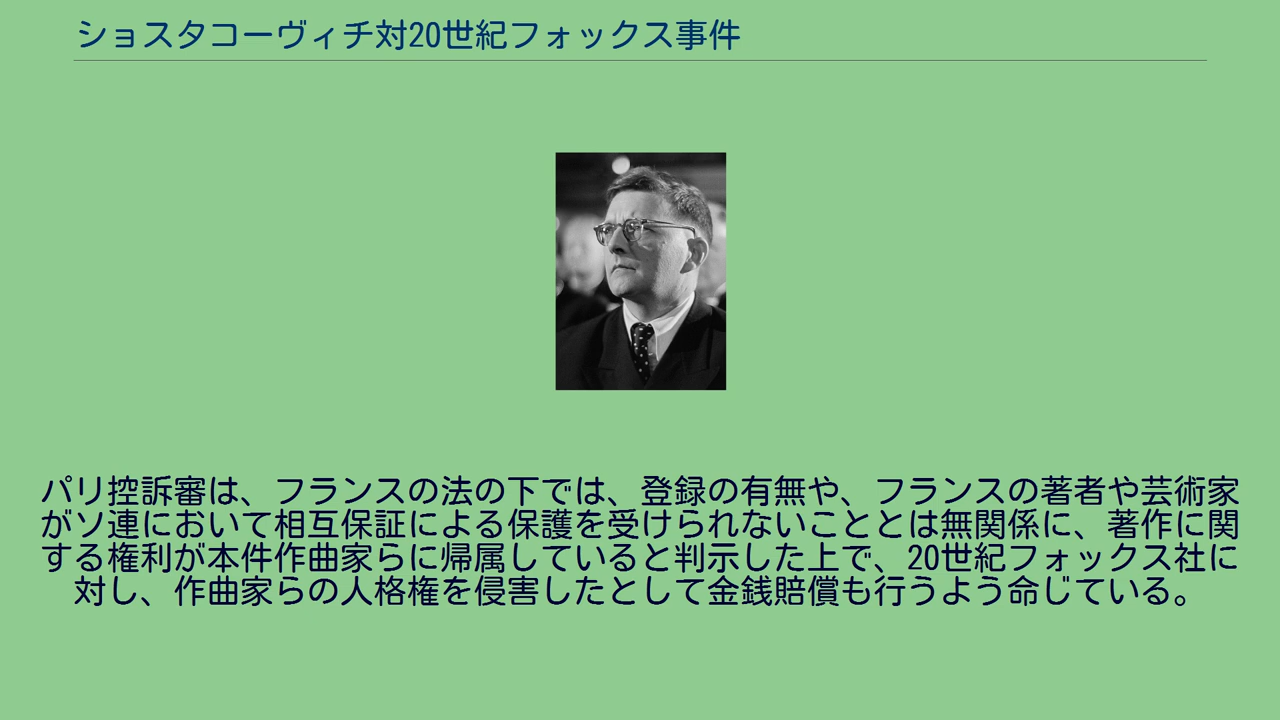 ショスタコーヴィチ対20世紀フォックス事件
パリ控訴審は、フランスの法の下では、登録の有無や、フランスの著者や芸術家
がソ連において相互保証による保護を受けられないこととは無関係に、著作に関
する権利が本件作曲家らに帰属していると判示した上で、20世紀フォックス社に
対し、作曲家らの人格権を侵害したとして金銭賠償も行うよう命じている。